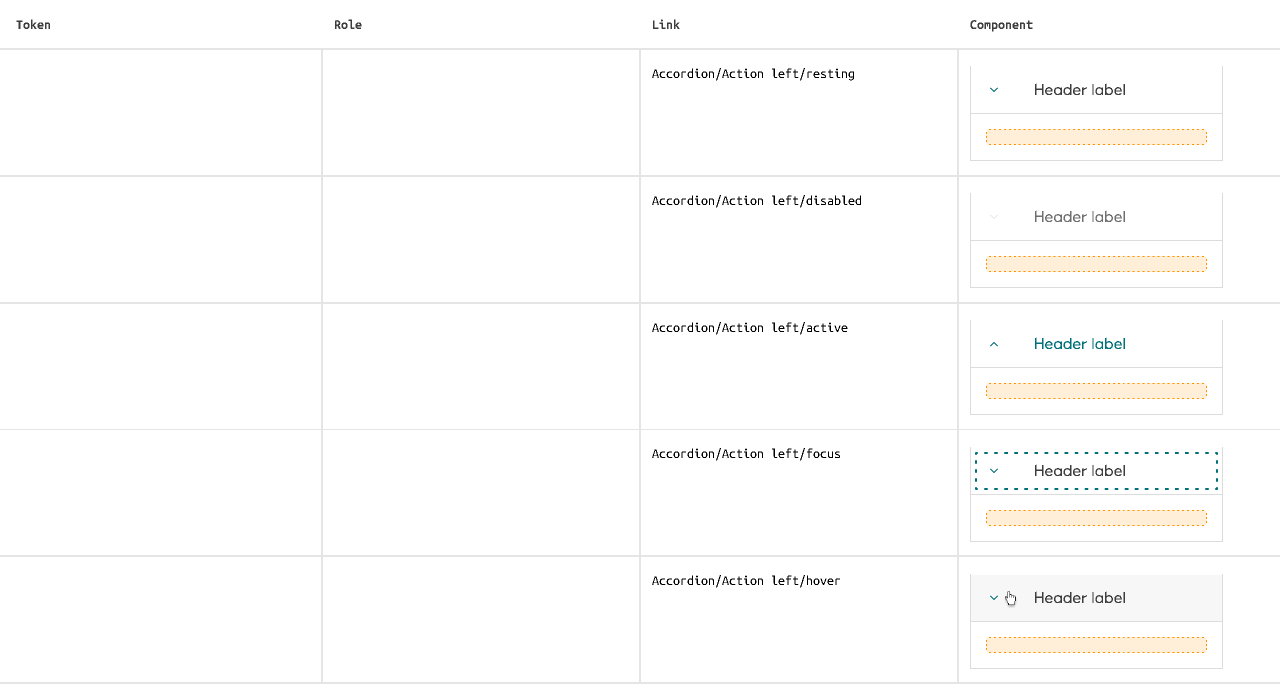 Token Role Link Component
Accordion/Action left/resting
Header label
Accordion/Action left/disabled
Header label
Accordion/Action left/active
Header label
Accordion/Action left/focus
Header label
Accordion/Action left/hover
Header label